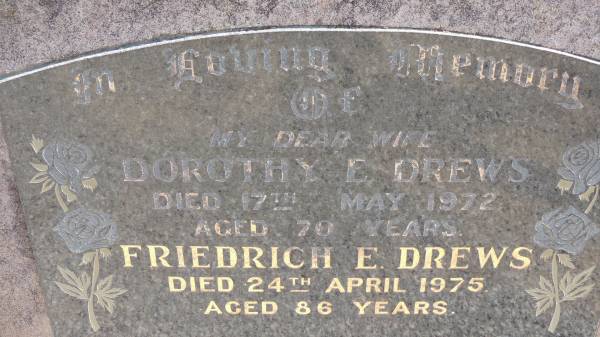 In Loving Memory
Of
MY DEAR WIFE
DOROTHY E. DREWS
DIED 17TH MAY 1972
AGED 70 YEARS.
FRIEDRICH E. DREWS
DIED 24TH APRIL 1975
AGED 86 YEARS.